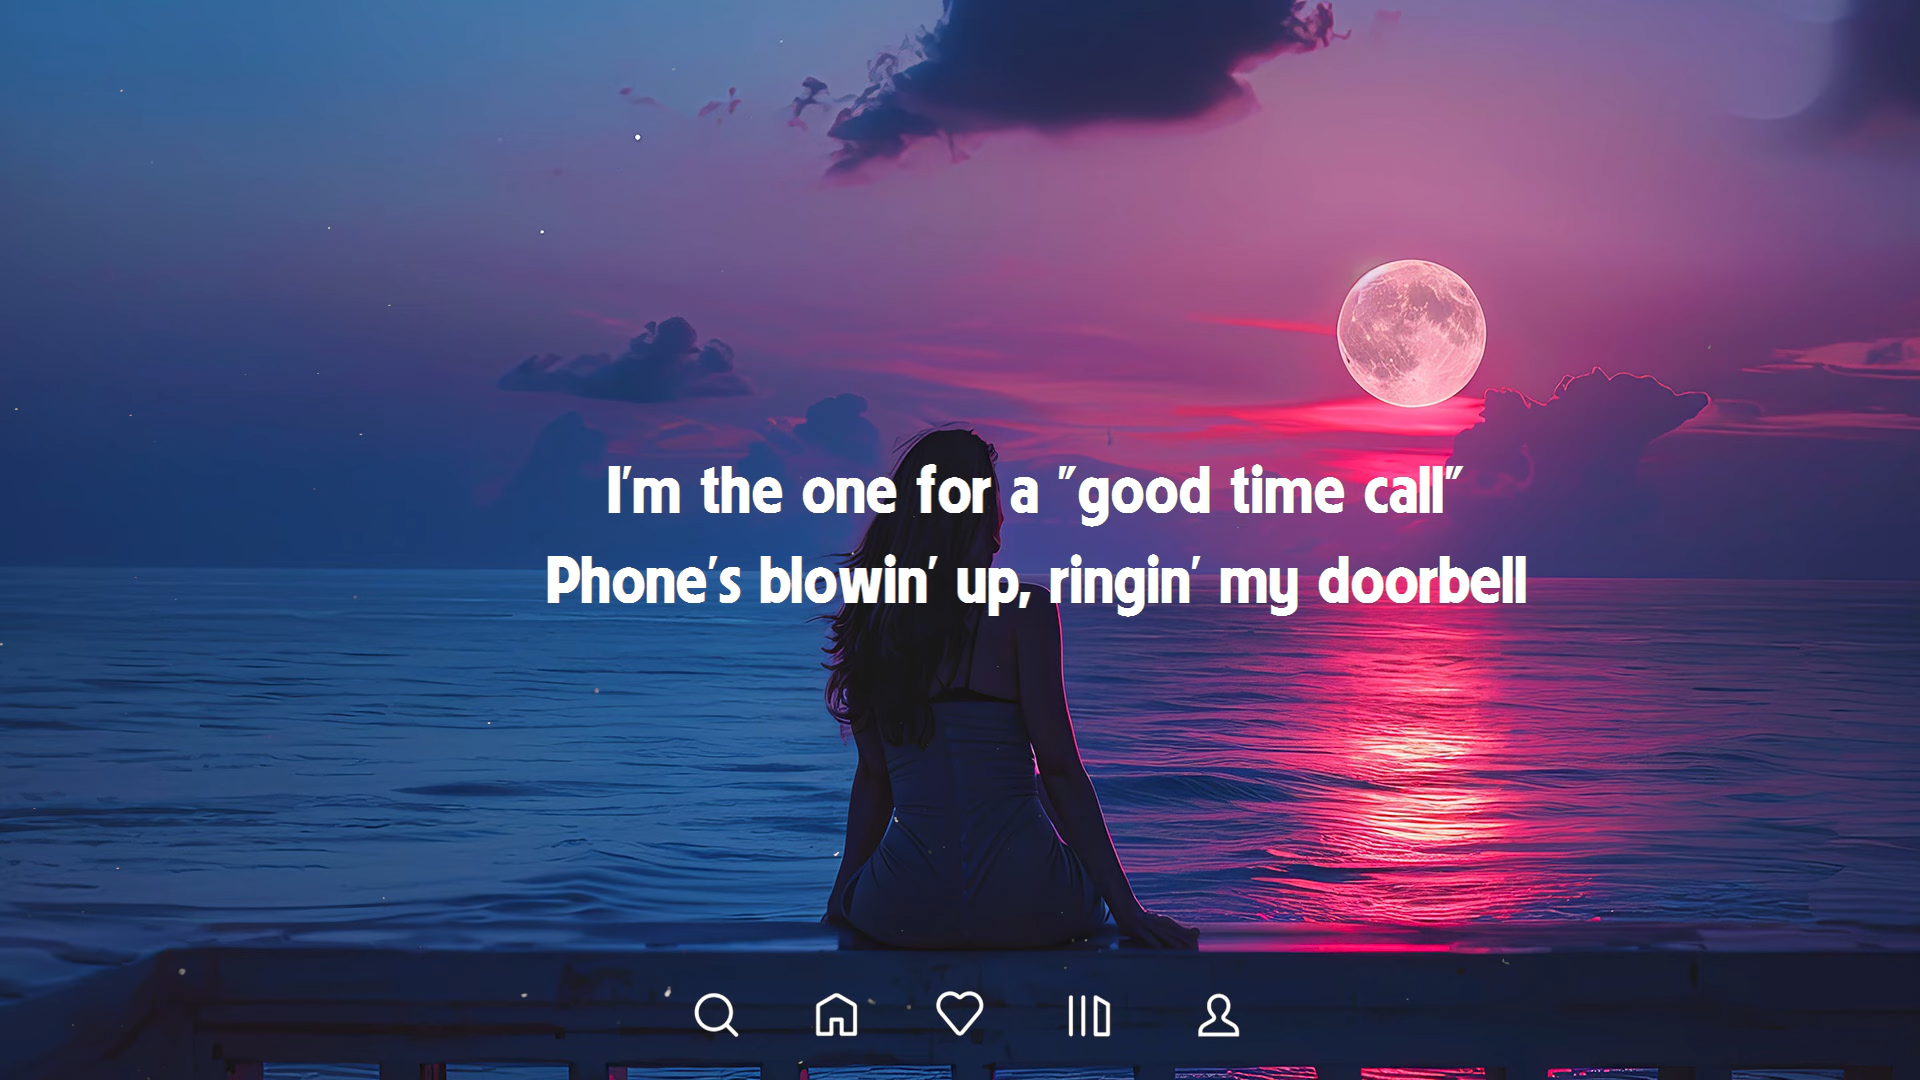 I'm the one for a "good time call"
Phone's blowin' up, ringin' my doorbell